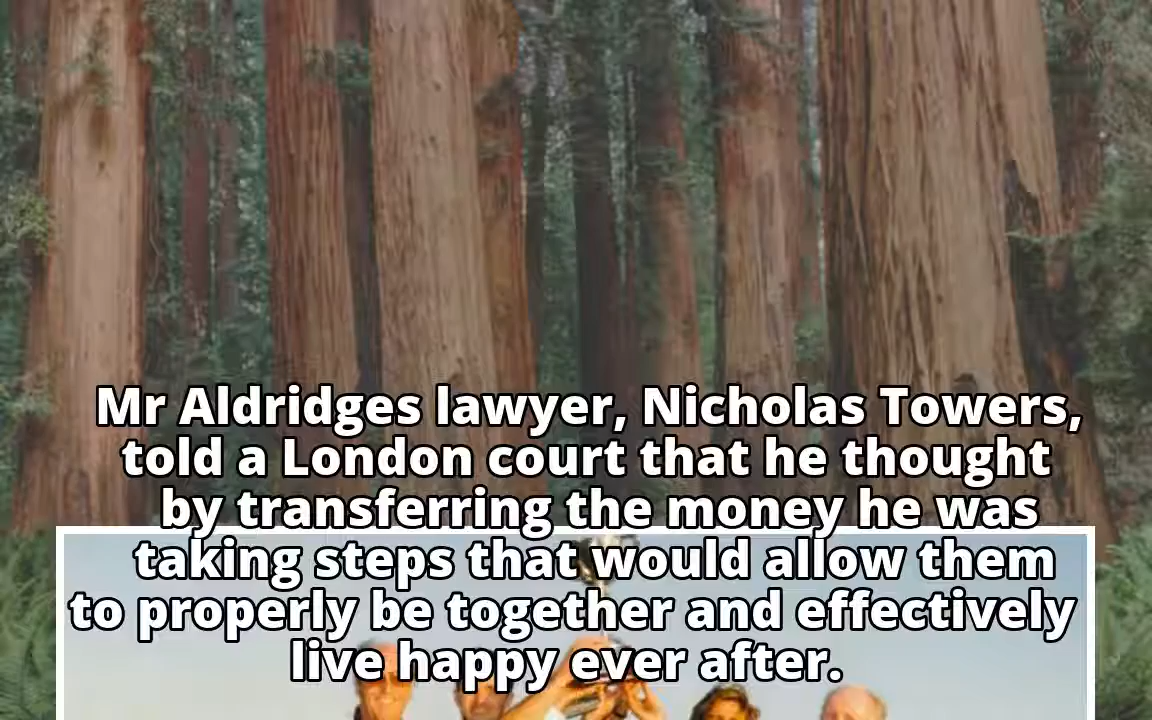 Mr Aldridges lawyer, Nicholas Towers,
told a London court that he thought
by transferring the money he was
taking steps that would allow them
to properly be together and effectively
live happy ever after.